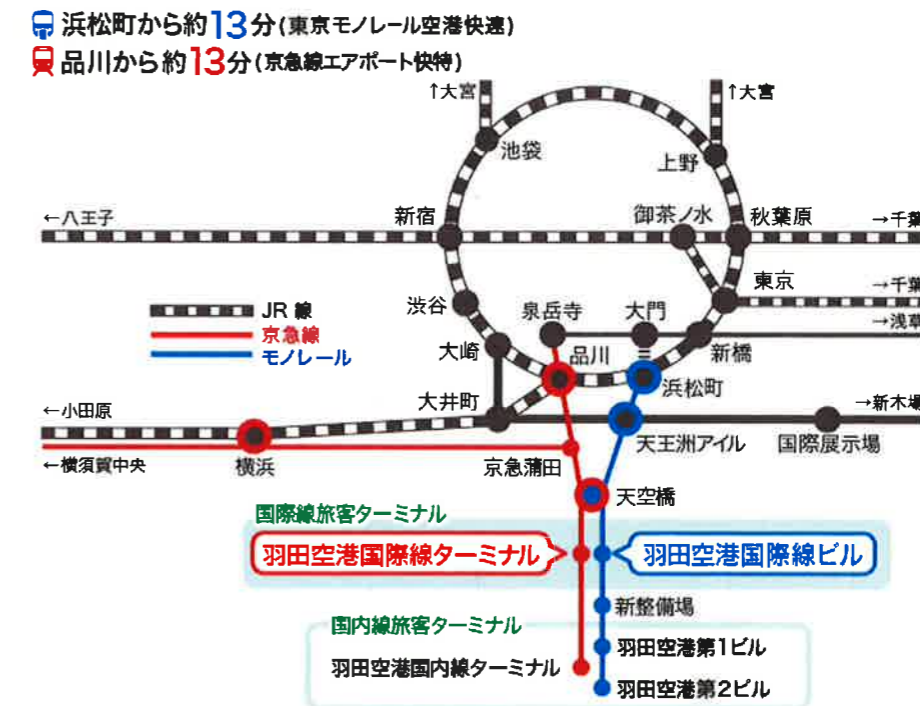 浜松町から約13分(東京モノレール空港快速)
品川から約13分(京急線エアポート快特)
↑大宮
↑大宮
池袋
上野
←八王子
新宿
御茶ノ水
秋葉原
→千葉
東京
→千葉
渋谷
JR 線
京急線
モノレール
泉岳寺
大門
→浅草
大崎
品川
新橋
浜松町
←小田原
大井町
→新木場
天王洲アイル
国際展示場
←横須賀中央
横浜
京急蒲田
天空橋
国際線旅客ターミナル
羽田空港国際線ターミナル
羽田空港国際線ビル
新整備場
国内線旅客ターミナル
羽田空港第1ビル
羽田空港国内線ターミナル
羽田空港第2ビル